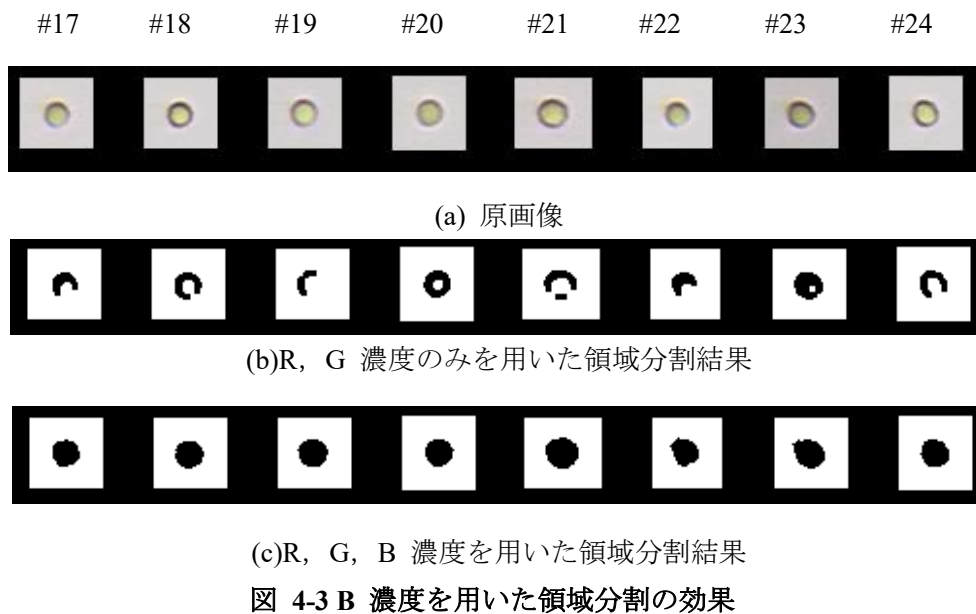 #17 #18 #19 #20 #21 #22 #23 #24
(a) 原画像
(b)R，G 濃度のみを用いた領域分割結果
(c)R，G，B 濃度を用いた領域分割結果
図 4-3 B 濃度を用いた領域分割の効果